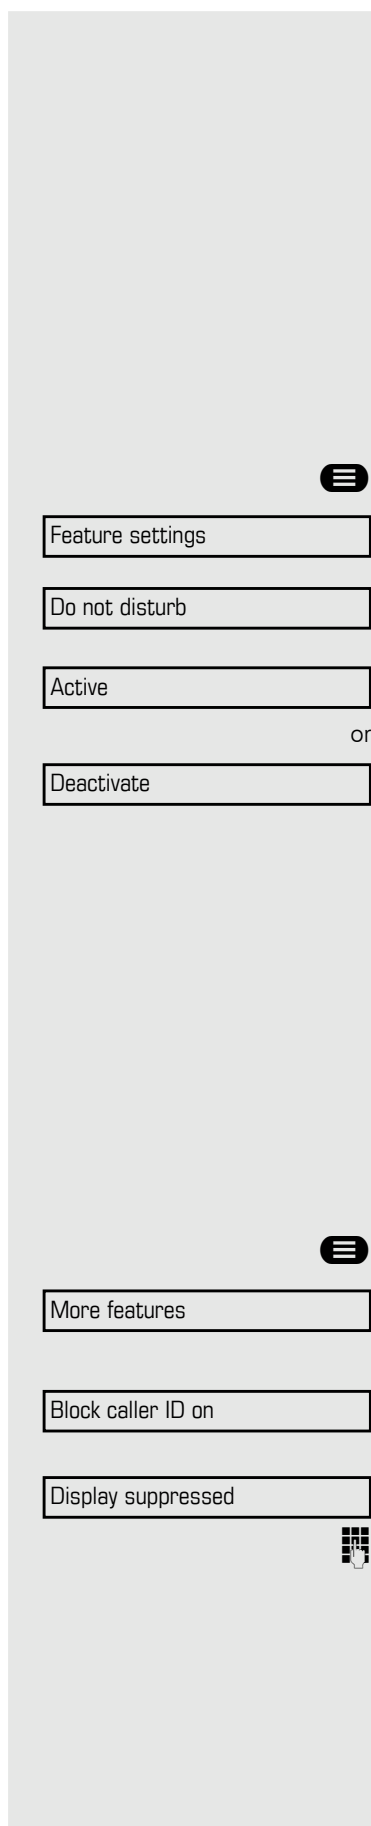 Feature settings
Do not disturb
Active
or
Deactivate
More features
Block caller ID on
Display suppressed